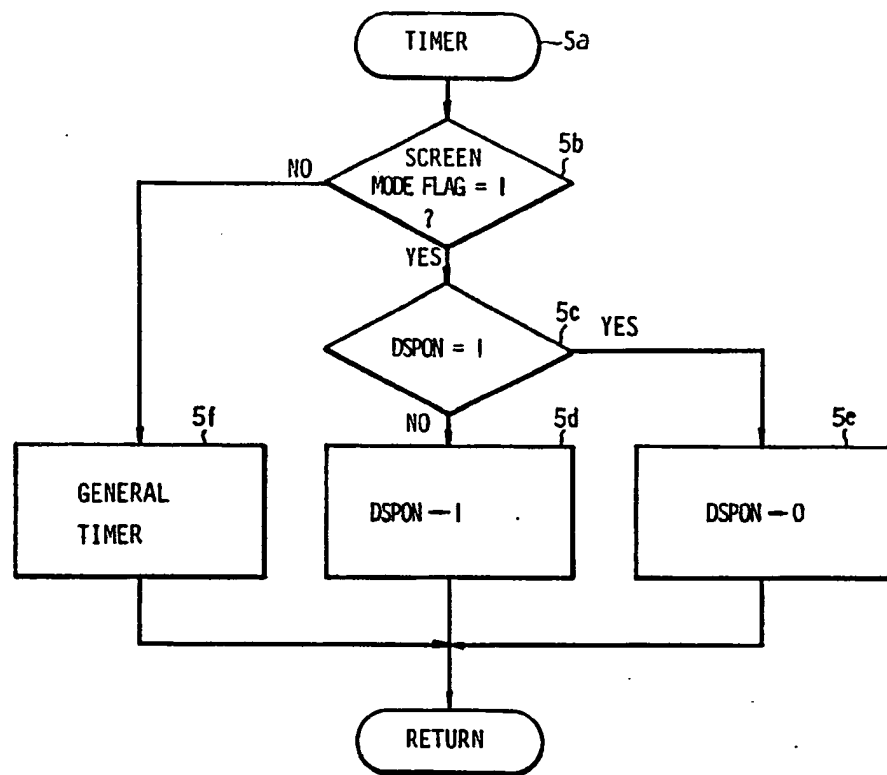 TIMER
5a
5b
SCREEN
MODE FLAG = 1
?
NO
YES
5c
DSPON = 1
YES
NO
5f
GENERAL
TIMER
5d
DSPON ← 1
5e
DSPON ← 0
RETURN